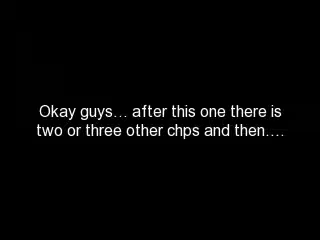 Okay guys… after this one there is
two or three other chps and then….